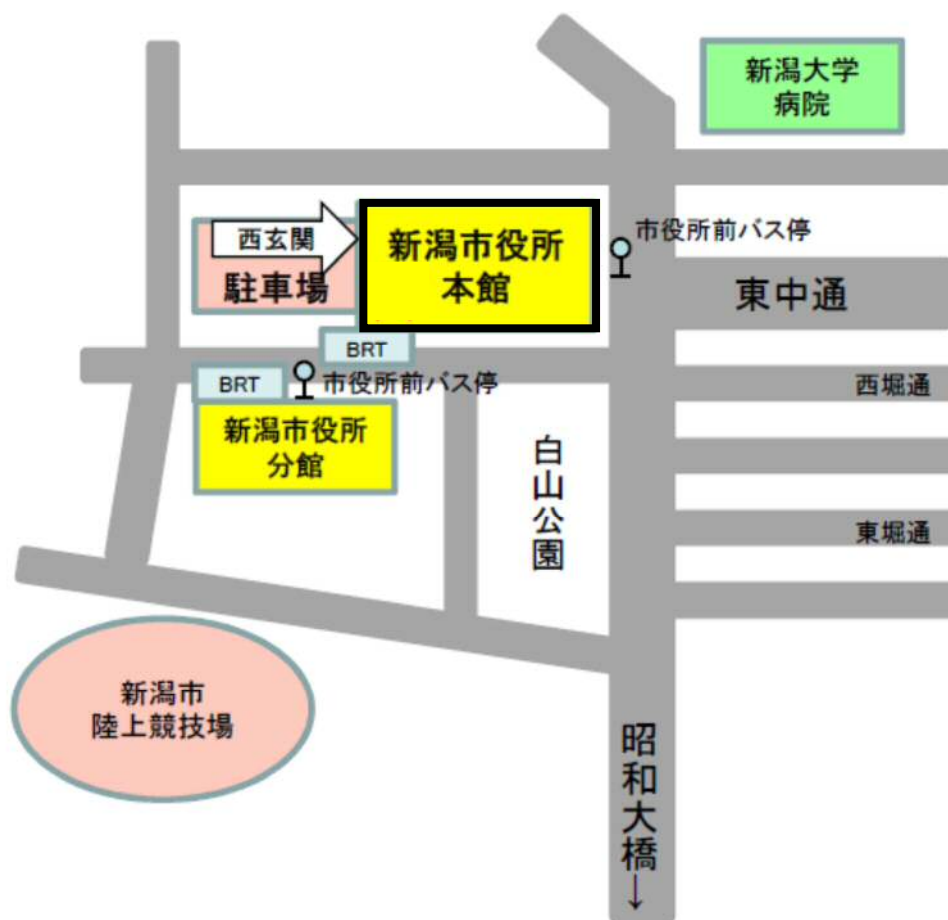 新潟大学
病院
西玄関
駐車場
新潟市役所
本館
市役所前バス停
東中通
BRT
BRT
市役所前バス停
西堀通
新潟市役所
分館
白山公園
東堀通
新潟市
陸上競技場
昭和大橋↓